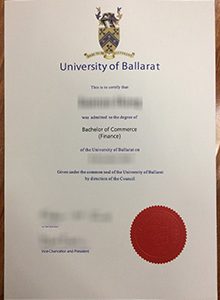 University of Ballarat
This is to certify that
was admitted to the degree of
Bachelor of Commerce
(Finance)
of the University of Ballarat on
Given under the common seal of the University of Ballarat
by direction of the Council.
Vice-Chancellor and President